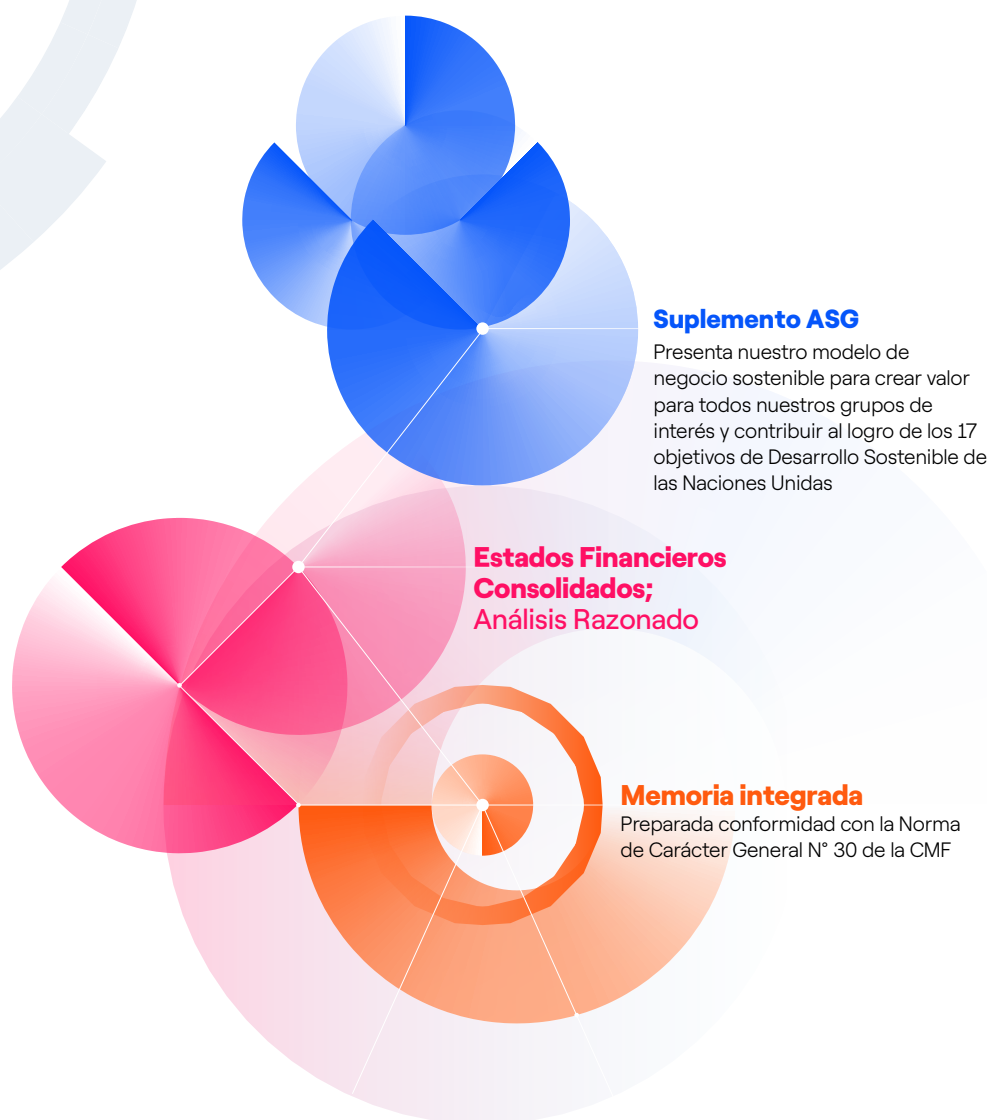 Suplemento ASG
Presenta nuestro modelo de
negocio sostenible para crear valor
para todos nuestros grupos de
interés y contribuir al logro de los 17
objetivos de Desarrollo Sostenible de
las Naciones Unidas
Estados Financieros
Consolidados;
Análisis Razonado
Memoria integrada
Preparada conformidad con la Norma
de Carácter General N° 30 de la CMF